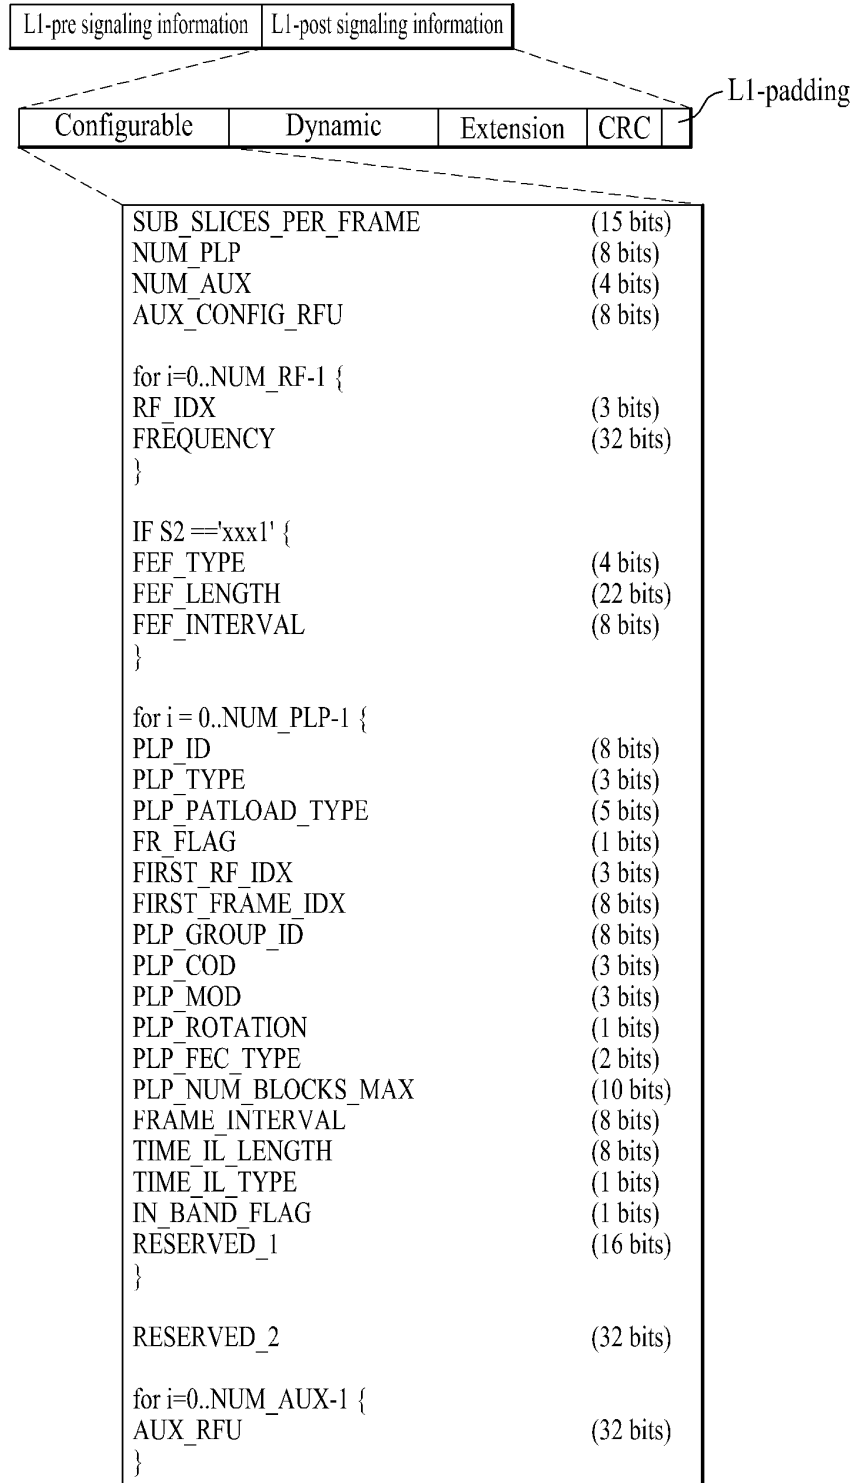 L1-pre signaling information L1-post signaling information
L1-padding
Configurable Dynamic Extension CRC
SUB_SLICES_PER_FRAME (15 bits)
NUM_PLP (8 bits)
NUM_AUX (4 bits)
AUX_CONFIG_RFU (8 bits)
for i=0..NUM_RF-1 {
RF_IDX (3 bits)
FREQUENCY (32 bits)
}
IF S2 =='xxx1' {
FEF_TYPE (4 bits)
FEF_LENGTH (22 bits)
FEF_INTERVAL (8 bits)
}
for i = 0..NUM_PLP-1 {
PLP_ID (8 bits)
PLP_TYPE (3 bits)
PLP_PATLOAD_TYPE (5 bits)
FR_FLAG (1 bits)
FIRST_RF_IDX (3 bits)
FIRST_FRAME_IDX (8 bits)
PLP_GROUP_ID (8 bits)
PLP_COD (3 bits)
PLP_MOD (3 bits)
PLP_ROTATION (1 bits)
PLP_FEC_TYPE (2 bits)
PLP_NUM_BLOCKS_MAX (10 bits)
FRAME_INTERVAL (8 bits)
TIME_IL_LENGTH (8 bits)
TIME_IL_TYPE (1 bits)
IN_BAND_FLAG (1 bits)
RESERVED_1 (16 bits)
}
RESERVED_2 (32 bits)
for i=0..NUM_AUX-1 {
AUX_RFU (32 bits)
}